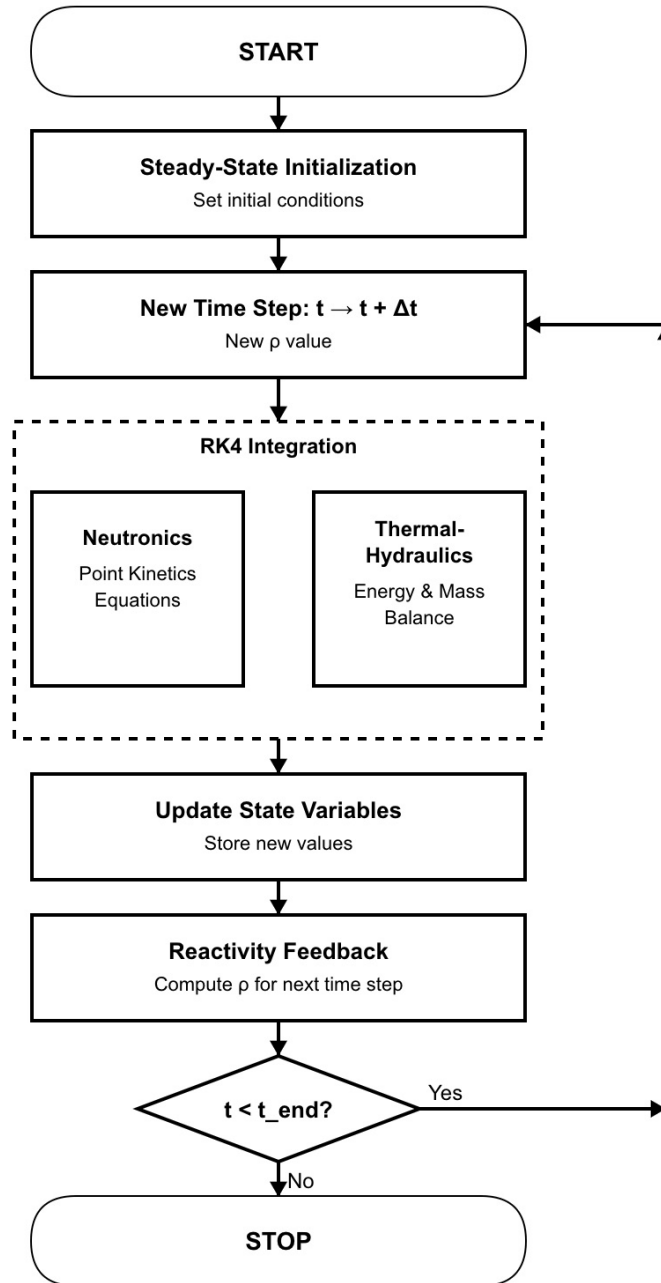 START
Steady-State Initialization
Set initial conditions
New Time Step: t → t + Δt
New ρ value
RK4 Integration
Neutronics
Point Kinetics
Equations
Thermal-
Hydraulics
Energy & Mass
Balance
Update State Variables
Store new values
Reactivity Feedback
Compute ρ for next time step
t < t_end?
Yes
No
STOP